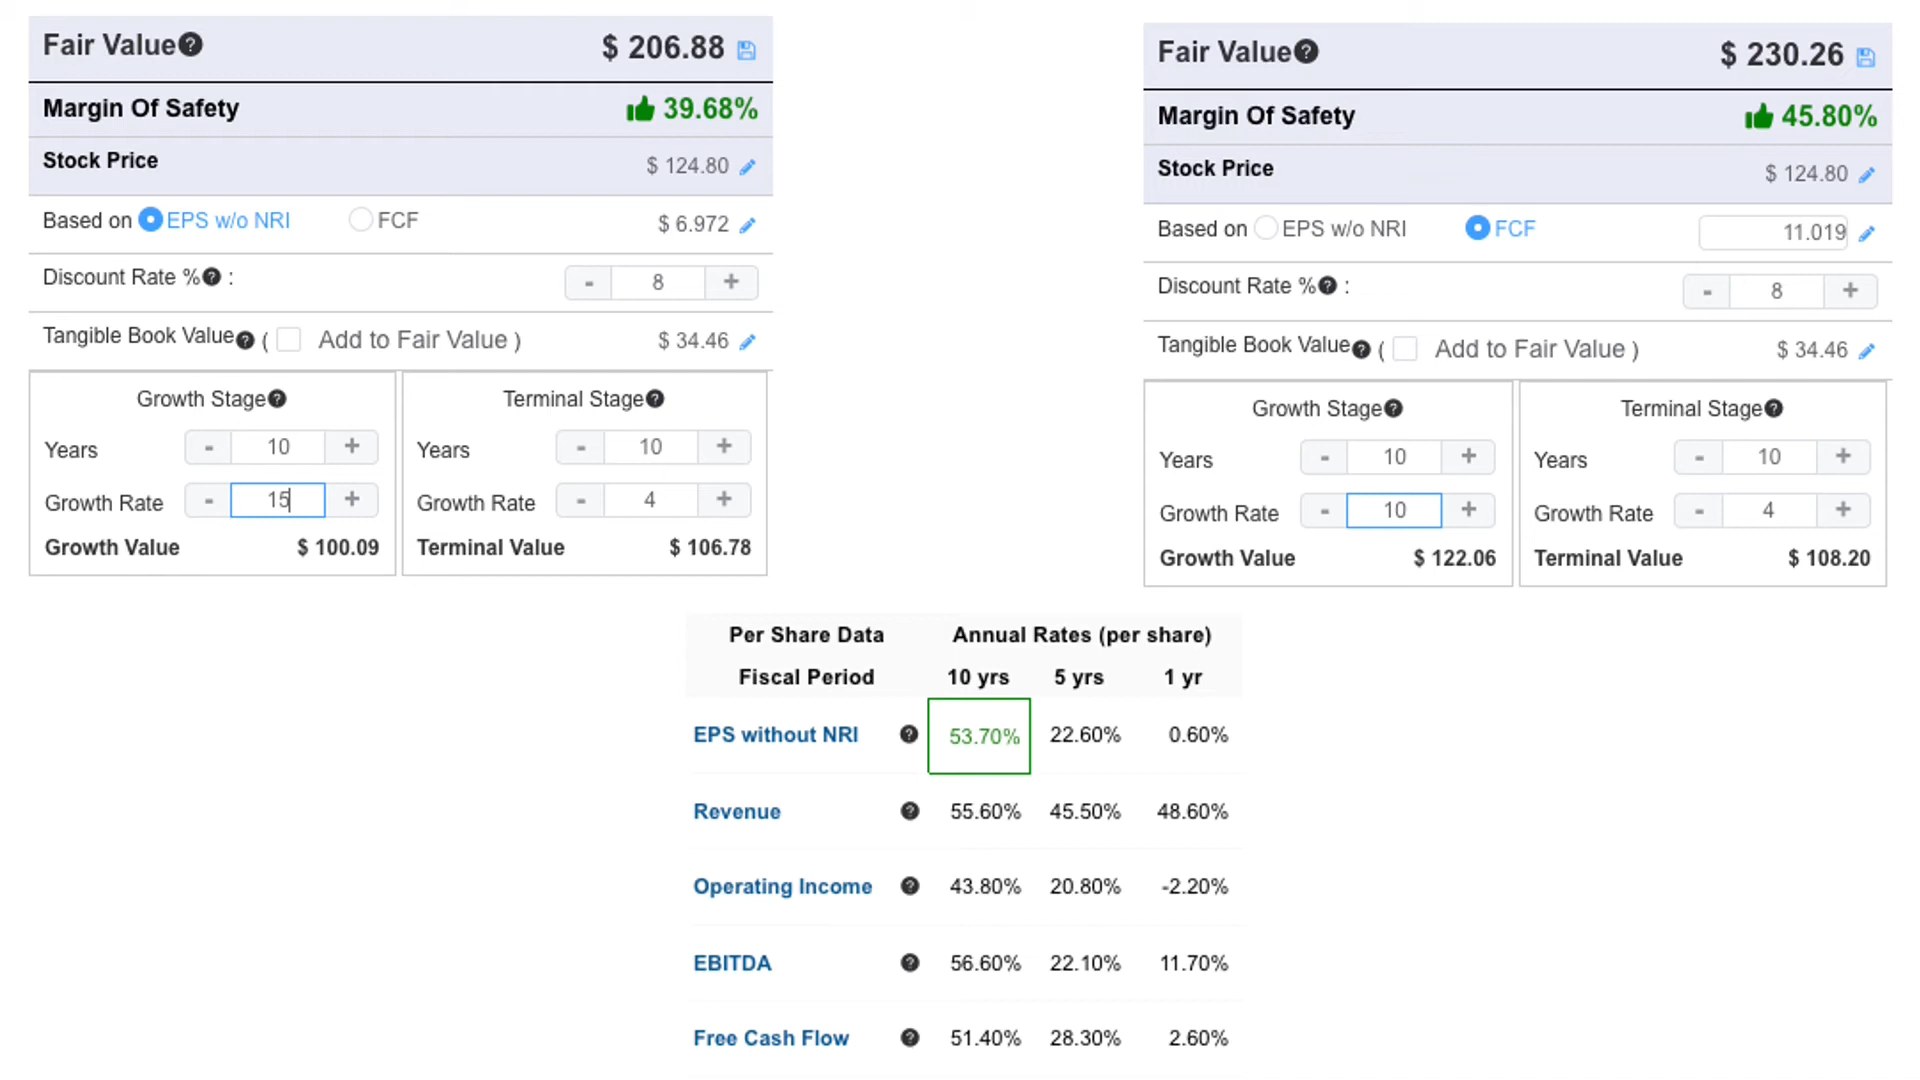 Fair Value $ 206.88
Margin Of Safety 39.68%
Stock Price $ 124.80
Based on EPS w/o NRI FCF $ 6.972
Discount Rate % : - 8 +
Tangible Book Value ( Add to Fair Value ) $ 34.46
Growth Stage
Years - 10 +
Growth Rate - 15 +
Growth Value $ 100.09
Terminal Stage
Years - 10 +
Growth Rate - 4 +
Terminal Value $ 106.78
Fair Value $ 230.26
Margin Of Safety 45.80%
Stock Price $ 124.80
Based on EPS w/o NRI FCF 11.019
Discount Rate % : - 8 +
Tangible Book Value ( Add to Fair Value ) $ 34.46
Growth Stage
Years - 10 +
Growth Rate - 10 +
Growth Value $ 122.06
Terminal Stage
Years - 10 +
Growth Rate - 4 +
Terminal Value $ 108.20
Per Share Data Annual Rates (per share)
Fiscal Period 10 yrs 5 yrs 1 yr
EPS without NRI 53.70% 22.60% 0.60%
Revenue 55.60% 45.50% 48.60%
Operating Income 43.80% 20.80% -2.20%
EBITDA 56.60% 22.10% 11.70%
Free Cash Flow 51.40% 28.30% 2.60%